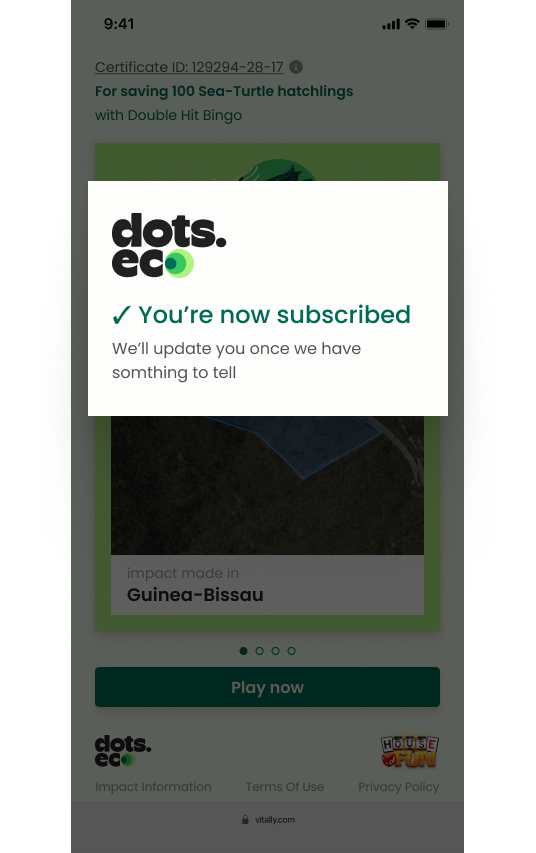 9:41
Certificate ID: 129294-28-17
For saving 100 Sea-Turtle hatchlings
with Double Hit Bingo
dots.
eco
✓ You’re now subscribed
We’ll update you once we have
somthing to tell
impact made in
Guinea-Bissau
Play now
dots.
eco
HOUSE
OF FUN
Impact Information Terms Of Use Privacy Policy
vitally.com